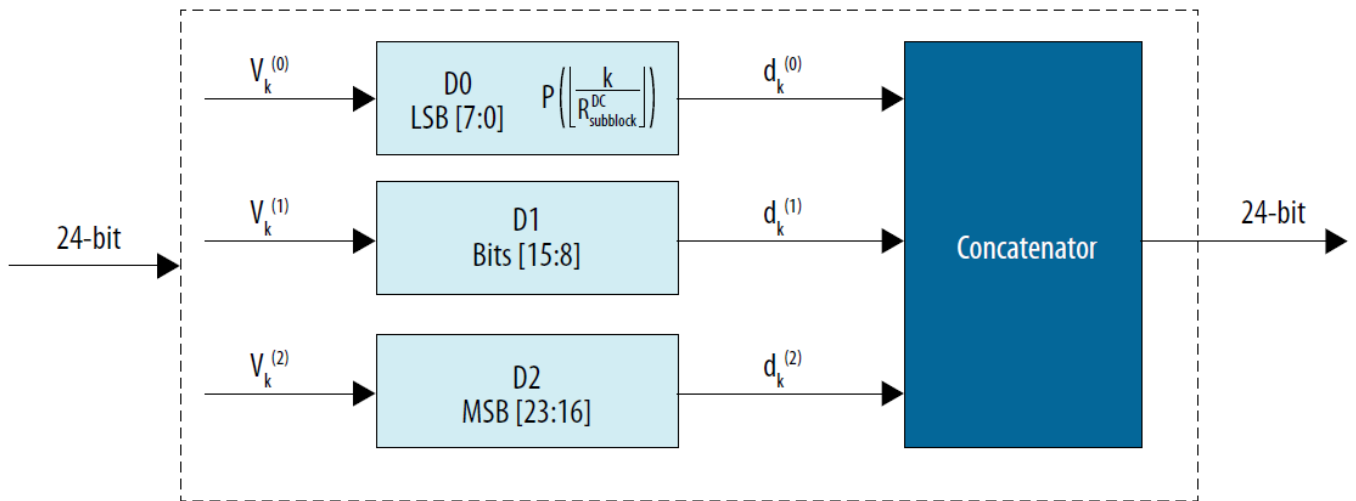 24-bit
V_k^(0)
D0
LSB [7:0]
P(⌊k / R_subblock^DC⌋)
d_k^(0)
V_k^(1)
D1
Bits [15:8]
d_k^(1)
V_k^(2)
D2
MSB [23:16]
d_k^(2)
Concatenator
24-bit